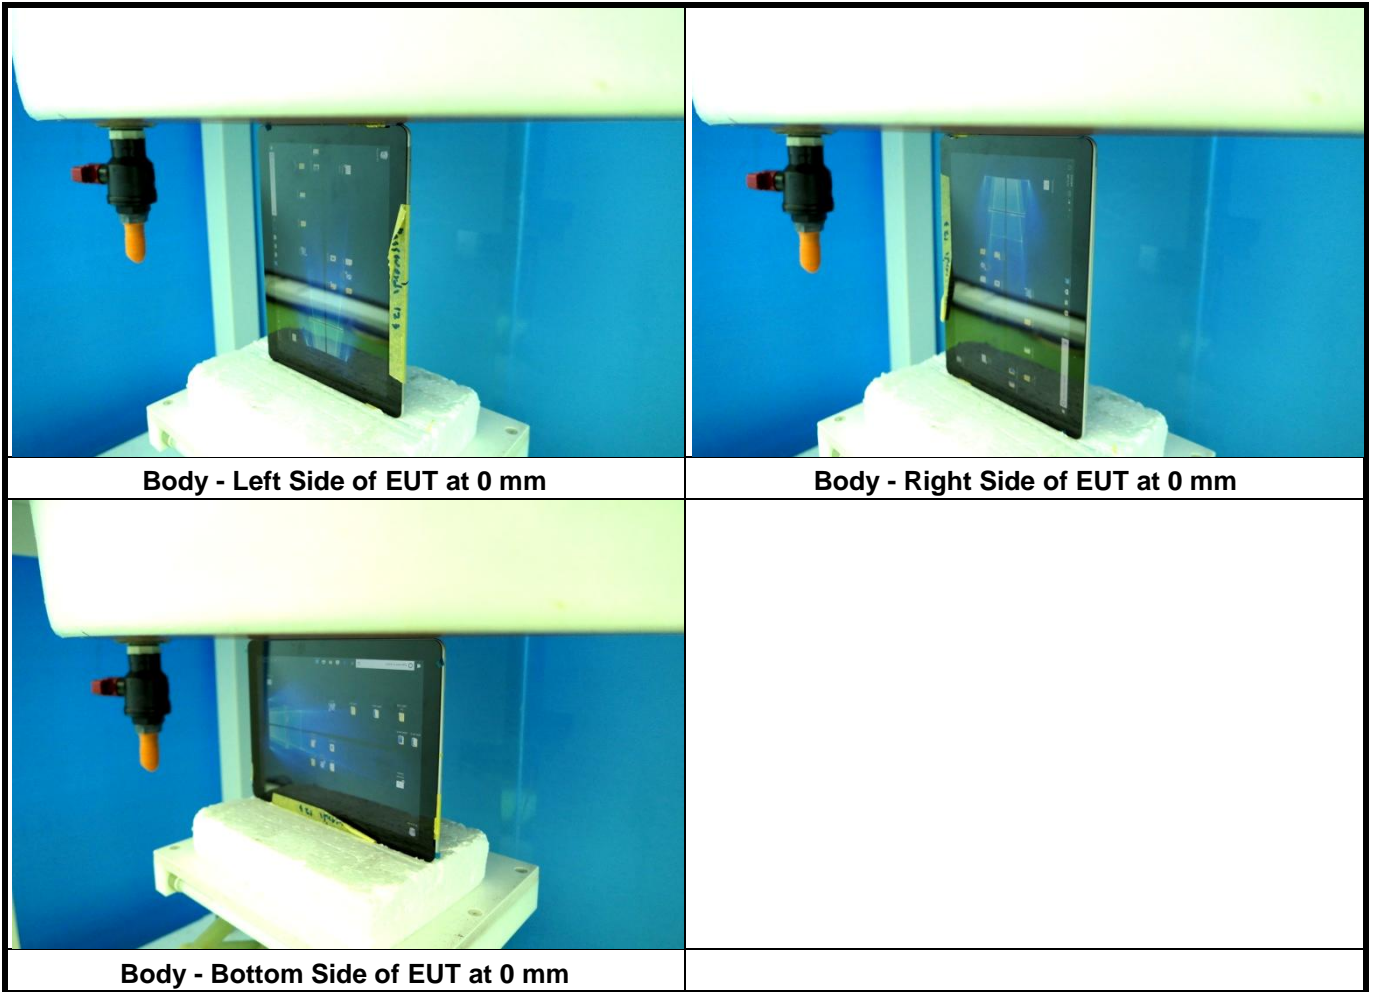 Body - Left Side of EUT at 0 mm
Body - Right Side of EUT at 0 mm
Body - Bottom Side of EUT at 0 mm